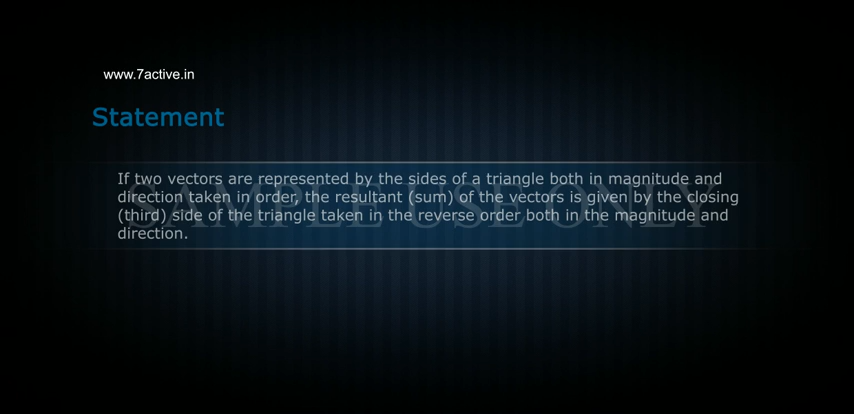 www.7active.in
Statement
If two vectors are represented by the sides of a triangle both in magnitude and
direction taken in order, the resultant (sum) of the vectors is given by the closing
(third) side of the triangle taken in the reverse order both in the magnitude and
direction.
SAMPLE USE ONLY